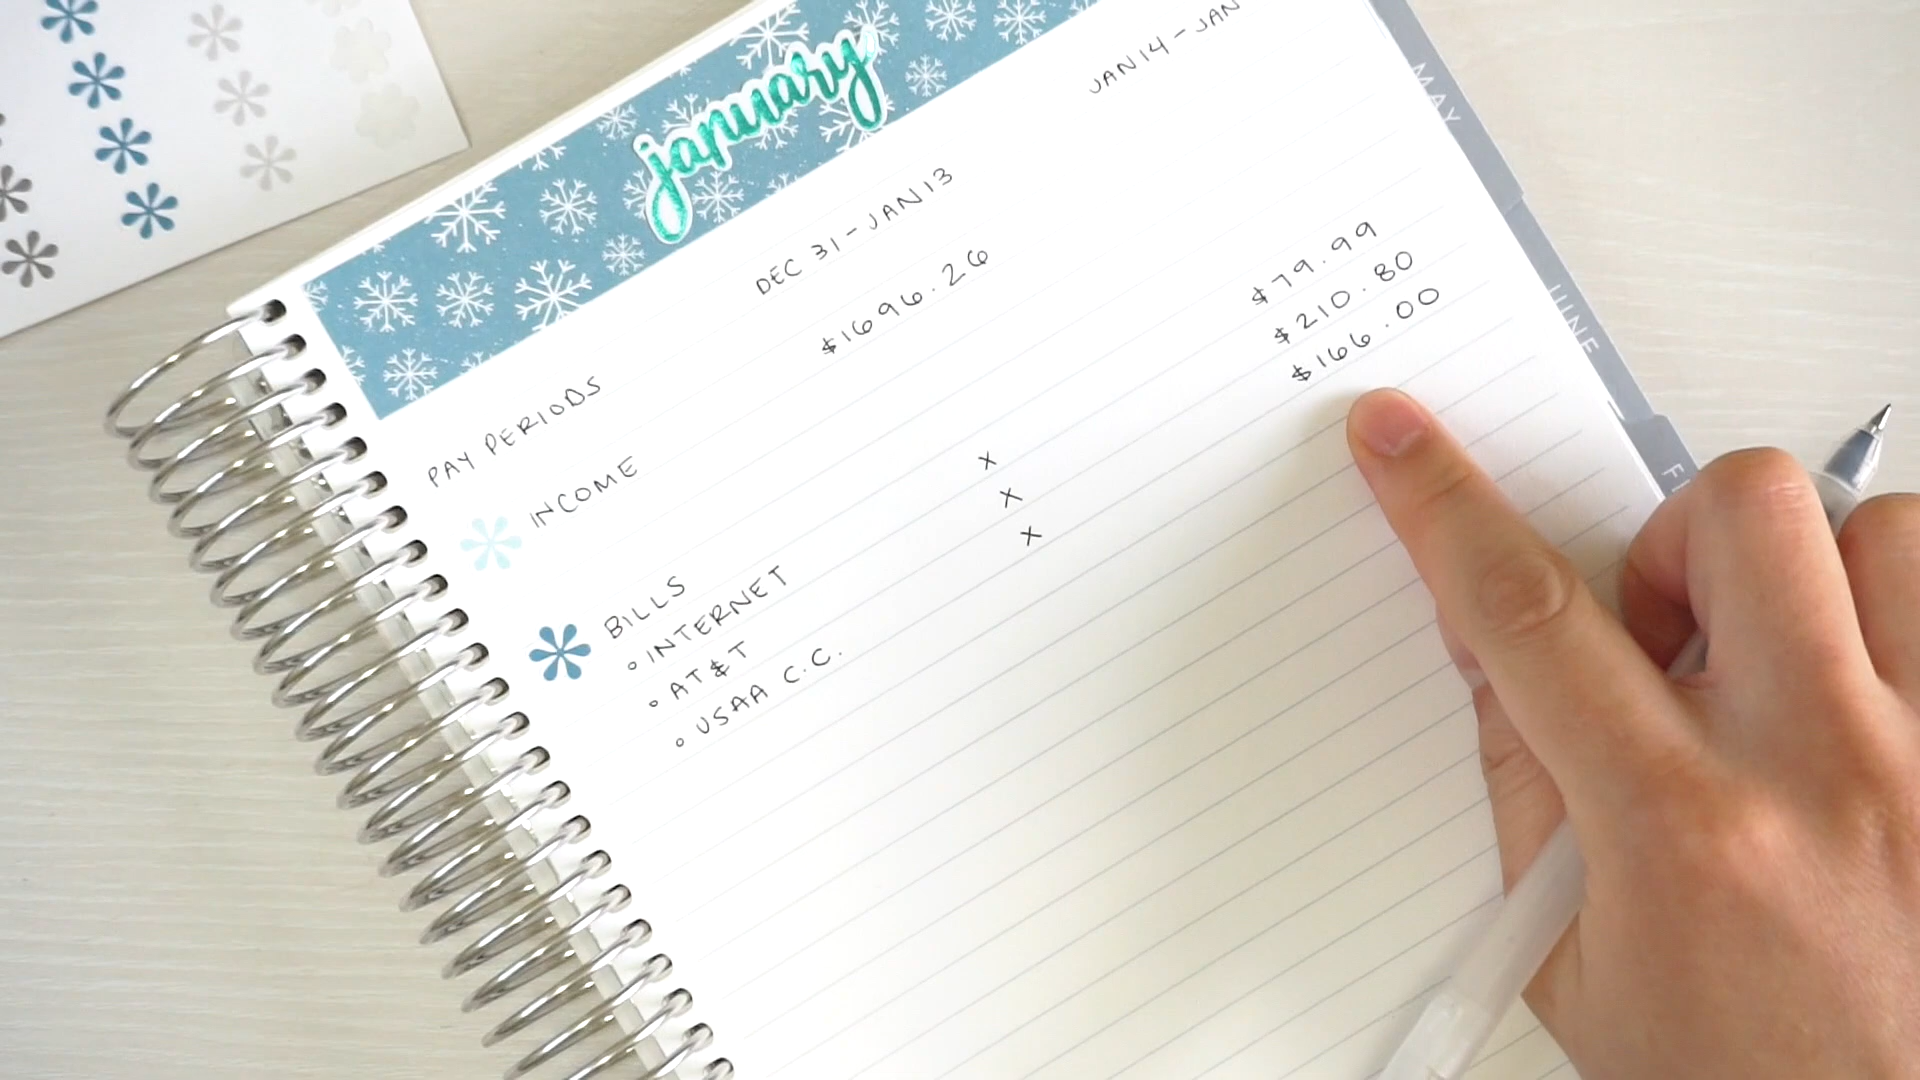 january
PAY PERIODS DEC 31 - JAN 13 JAN 14 - JAN
INCOME $1696.26
BILLS
° INTERNET X $79.99
° AT&T X $210.80
° USAA C.C. X $166.00
MAY
JUNE